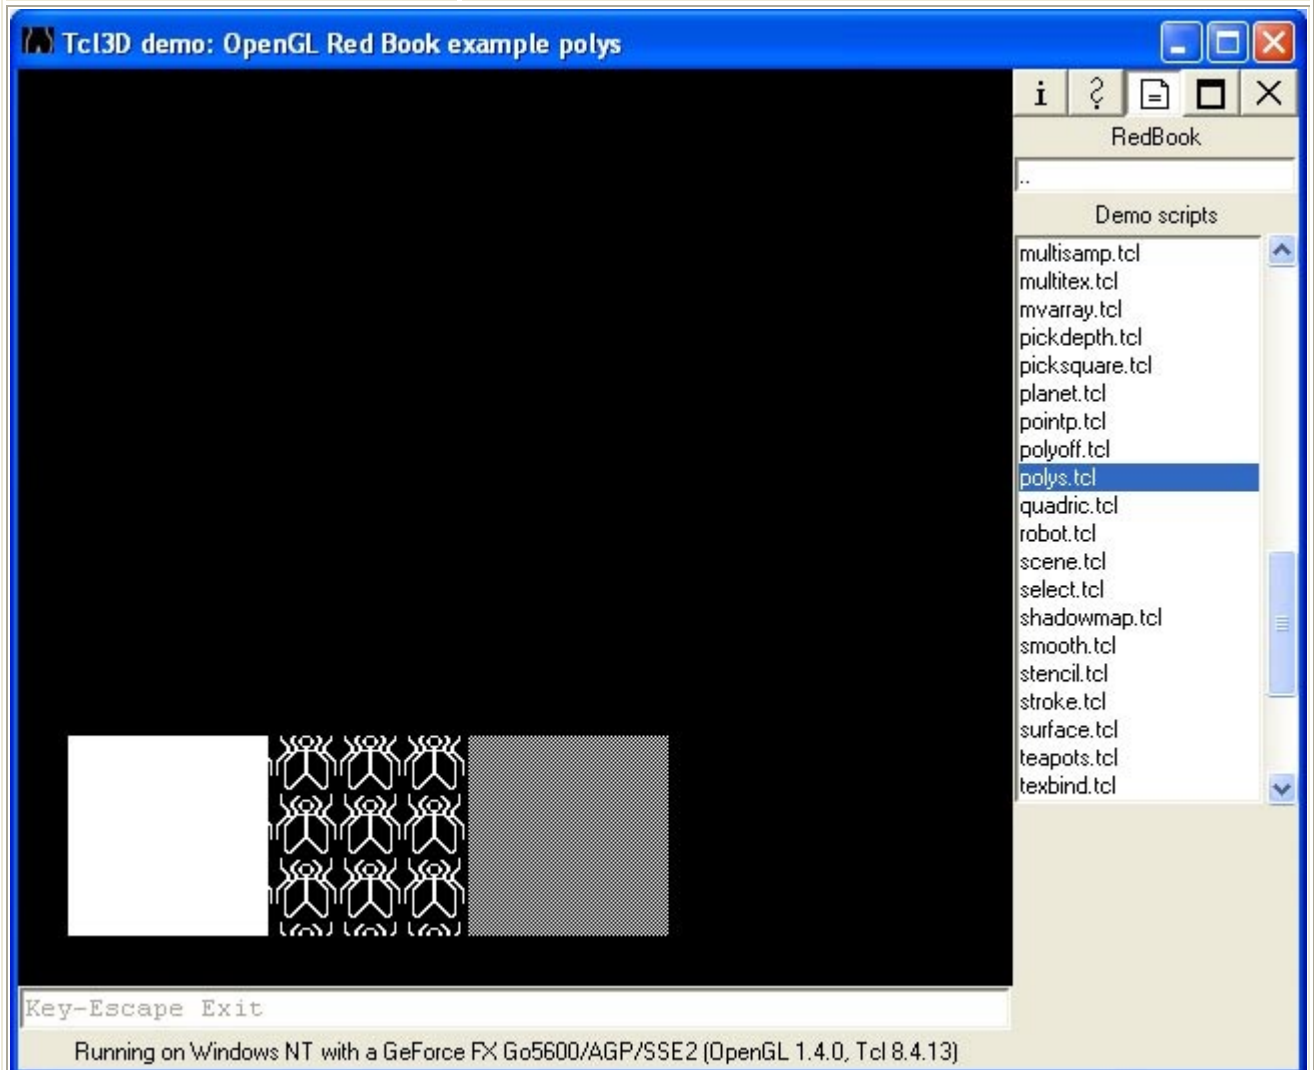 Tcl3D demo: OpenGL Red Book example polys
i ?
RedBook
..
Demo scripts
multisamp.tcl
multitex.tcl
mvarray.tcl
pickdepth.tcl
picksquare.tcl
planet.tcl
pointp.tcl
polyoff.tcl
polys.tcl
quadric.tcl
robot.tcl
scene.tcl
select.tcl
shadowmap.tcl
smooth.tcl
stencil.tcl
stroke.tcl
surface.tcl
teapots.tcl
texbind.tcl
Key-Escape Exit
Running on Windows NT with a GeForce FX Go5600/AGP/SSE2 (OpenGL 1.4.0, Tcl 8.4.13)